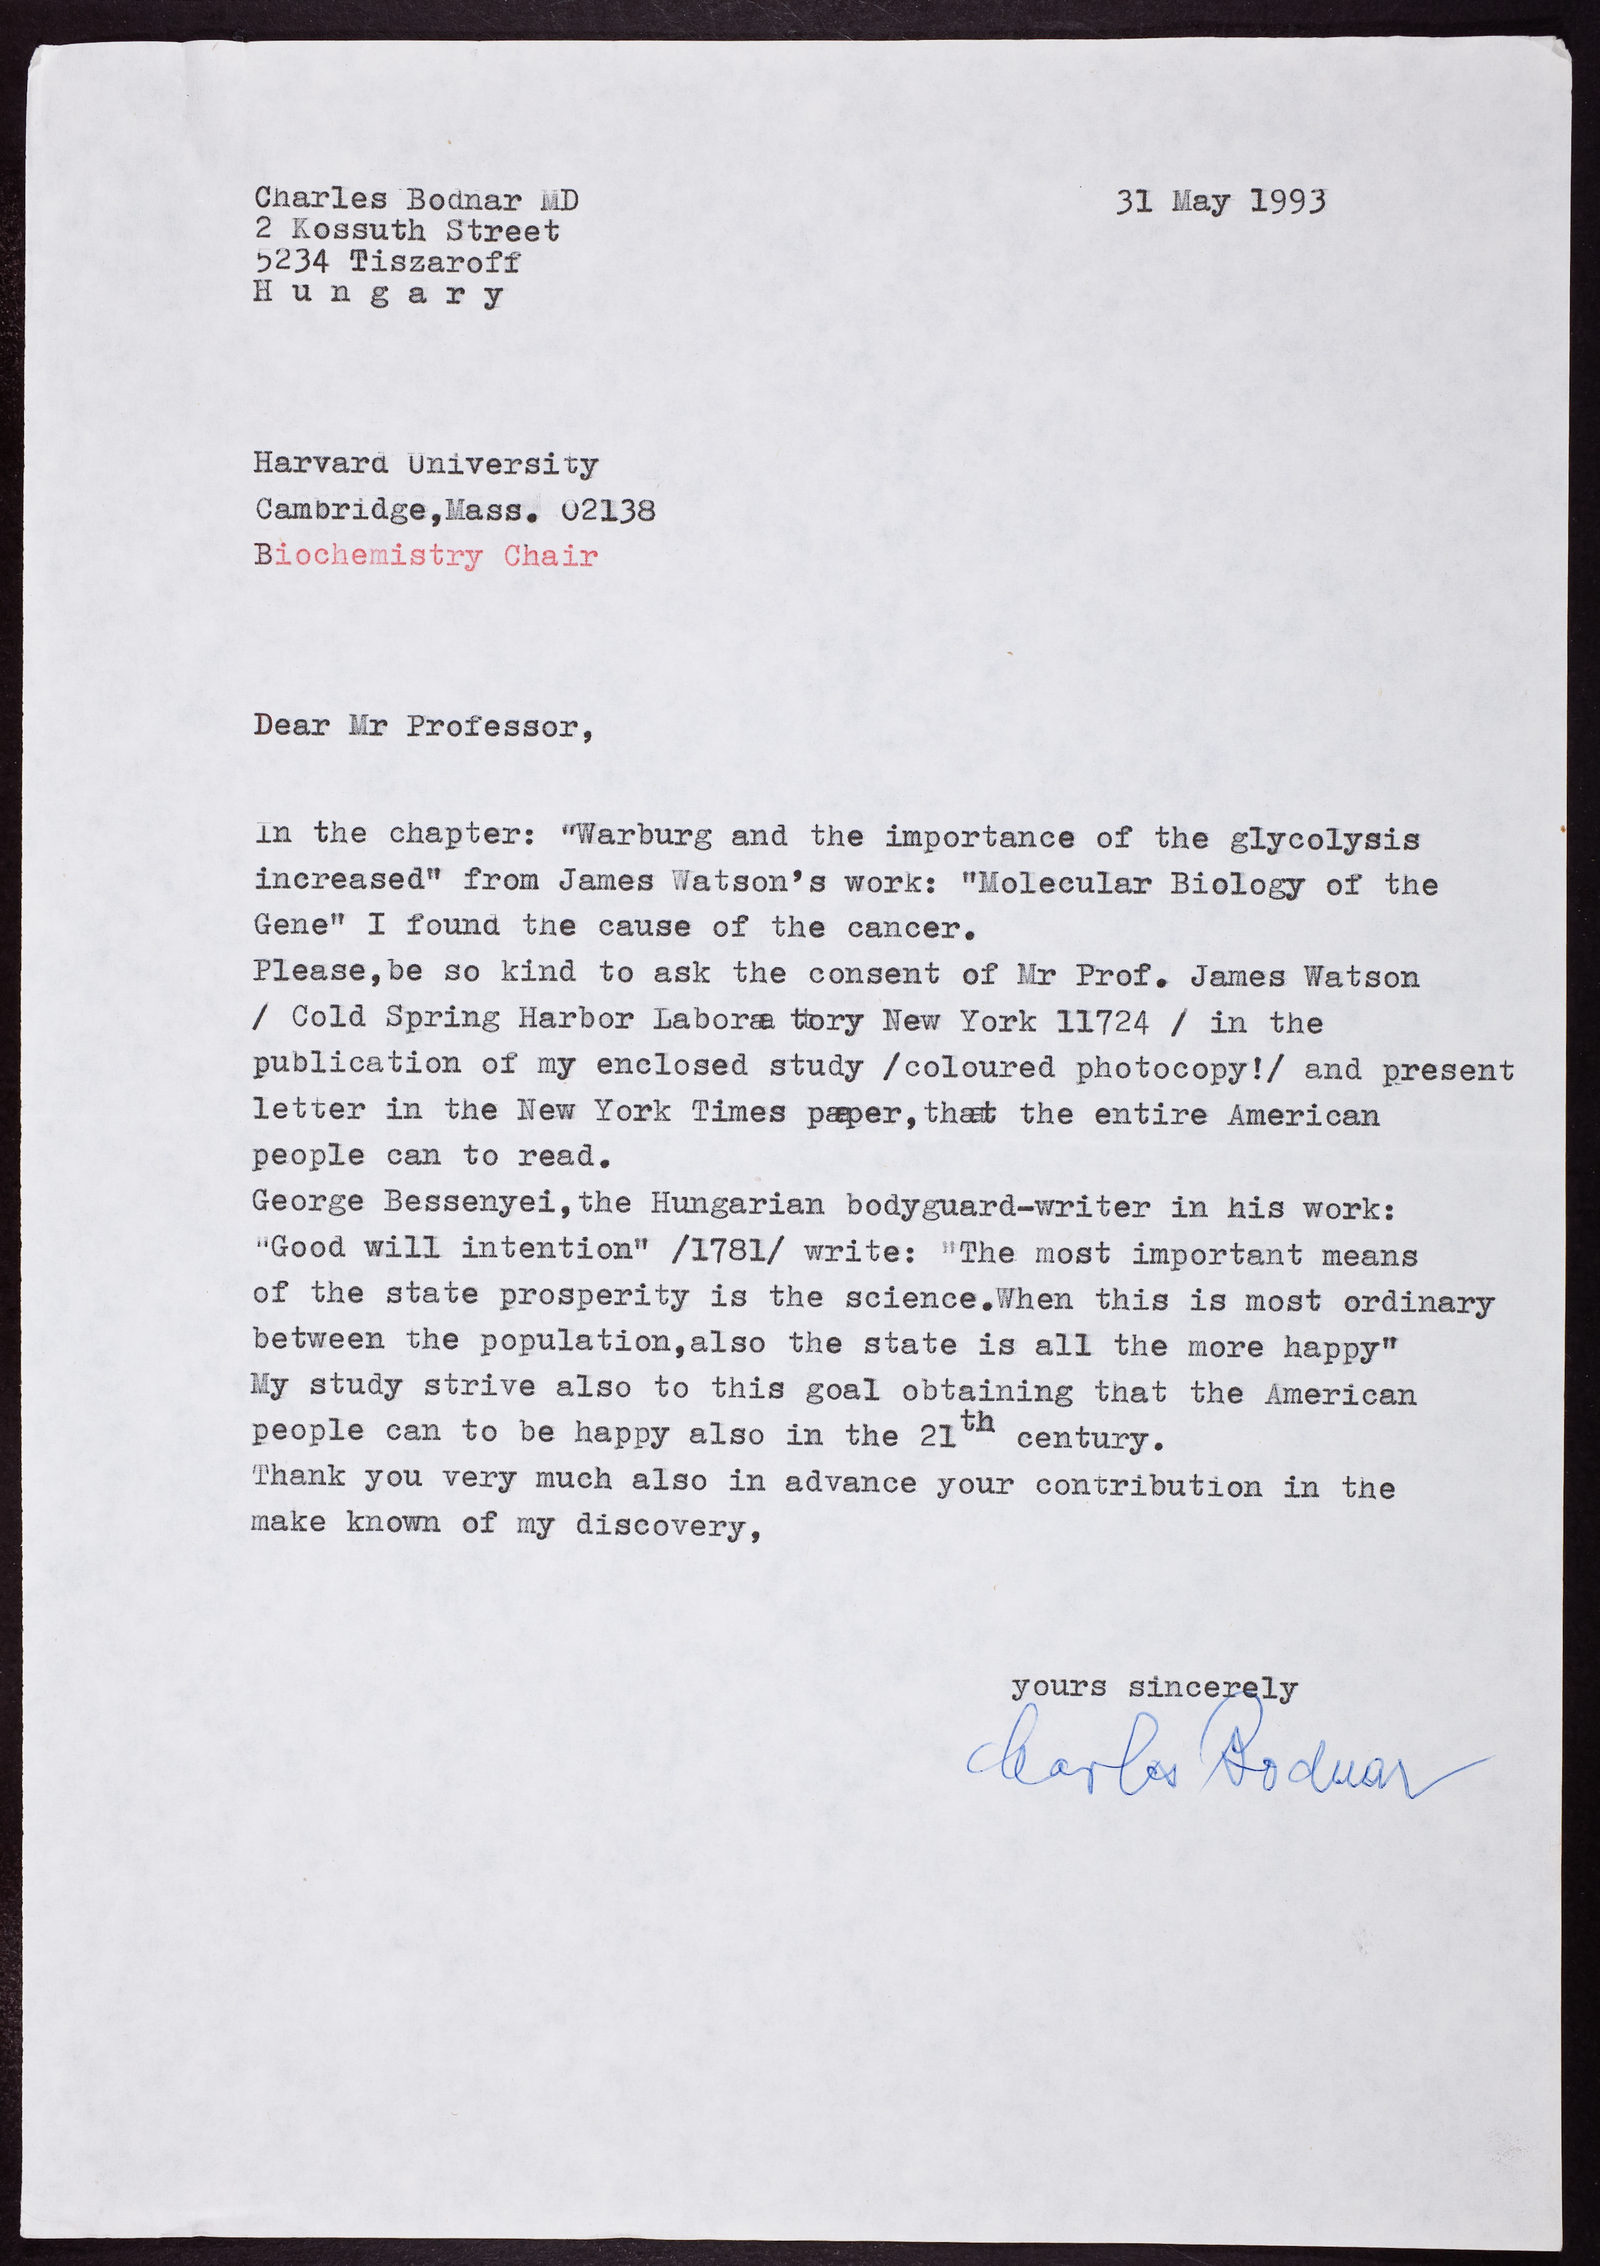 Charles Bodnar MD
31 May 1993
2 Kossuth Street
5234 Tiszaroff
H u n g a r y
Harvard University
Cambridge,Mass. 02138
Biochemistry Chair
Dear Mr Professor,
In the chapter: "Warburg and the importance of the glycolysis
increased" from James Watson's work: "Molecular Biology of the
Gene" I found the cause of the cancer.
Please,be so kind to ask the consent of Mr Prof. James Watson
/ Cold Spring Harbor Laboratory New York 11724 / in the
publication of my enclosed study /coloured photocopy!/ and present
letter in the New York Times paper,that the entire American
people can to read.
George Bessenyei,the Hungarian bodyguard-writer in his work:
"Good will intention" /1781/ write: "The most important means
of the state prosperity is the science.When this is most ordinary
between the population,also the state is all the more happy"
My study strive also to this goal obtaining that the American
people can to be happy also in the 21th century.
Thank you very much also in advance your contribution in the
make known of my discovery,
yours sincerely
Charles Bodnar